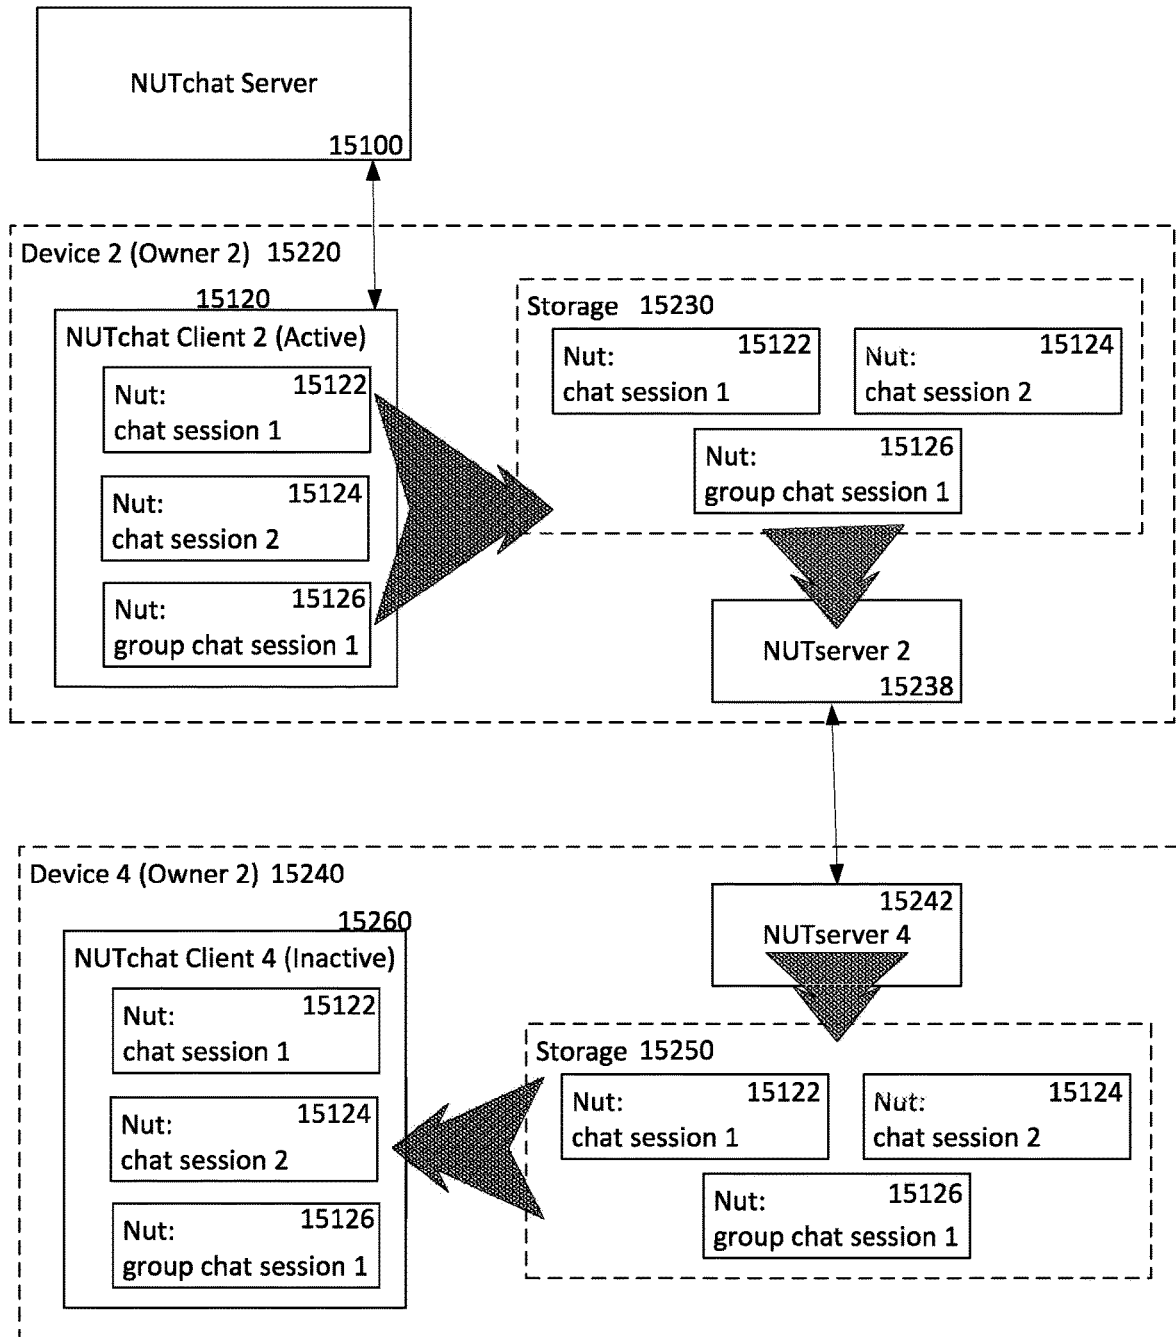 NUTchat Server
15100
Device 2 (Owner 2) 15220
15120
NUTchat Client 2 (Active)
Nut: 15122
chat session 1
Nut: 15124
chat session 2
Nut: 15126
group chat session 1
Storage 15230
Nut: 15122
chat session 1
Nut: 15124
chat session 2
Nut: 15126
group chat session 1
NUTserver 2
15238
Device 4 (Owner 2) 15240
15260
NUTchat Client 4 (Inactive)
Nut: 15122
chat session 1
Nut: 15124
chat session 2
Nut: 15126
group chat session 1
15242
NUTserver 4
Storage 15250
Nut: 15122
chat session 1
Nut: 15124
chat session 2
Nut: 15126
group chat session 1